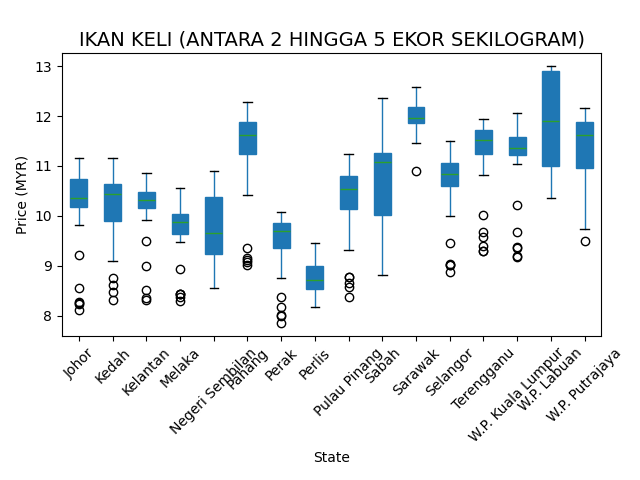 IKAN KELI (ANTARA 2 HINGGA 5 EKOR SEKILOGRAM)
13
12
11
10
9
8
Price (MYR)
Johor
Kedah
Kelantan
Melaka
Negeri Sembilan
Pahang
Perak
Perlis
Pulau Pinang
Sabah
Sarawak
Selangor
Terengganu
W.P. Kuala Lumpur
W.P. Labuan
W.P. Putrajaya
State